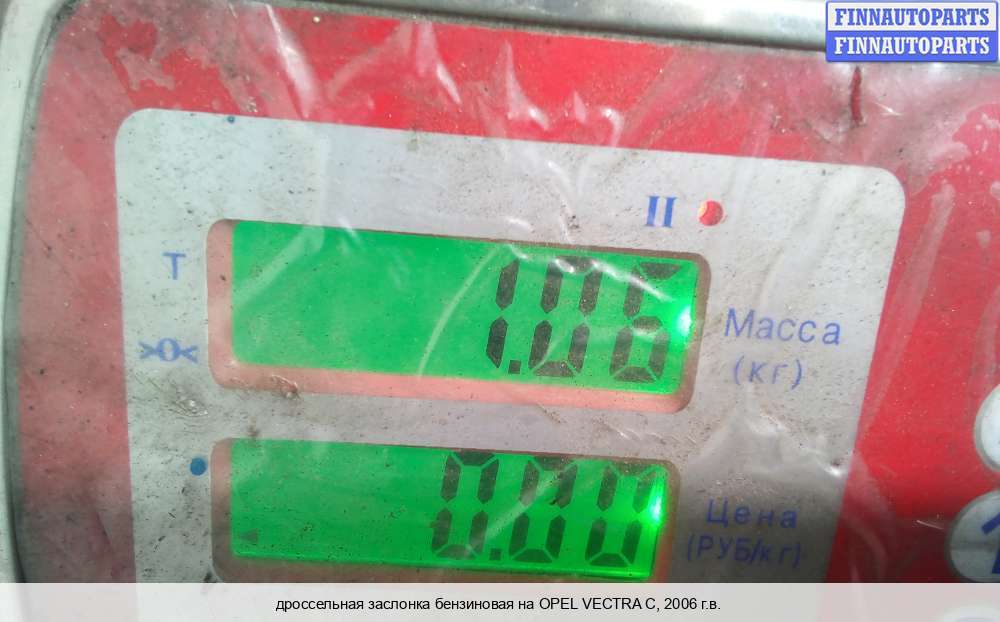 FINNAUTOPARTS
FINNAUTOPARTS
II
T
1.06
>0<
Масса
(кг)
0.00
Цена
(РУБ/кг)
дроссельная заслонка бензиновая на OPEL VECTRA C, 2006 г.в.